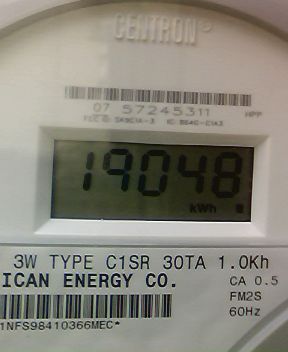 CENTRON®
07 57245311 HPP
19048
kWh
3W TYPE C1SR 30TA 1.0Kh
ICAN ENERGY CO. CA 0.5
FM2S
60Hz
1NFS98410366MEC*